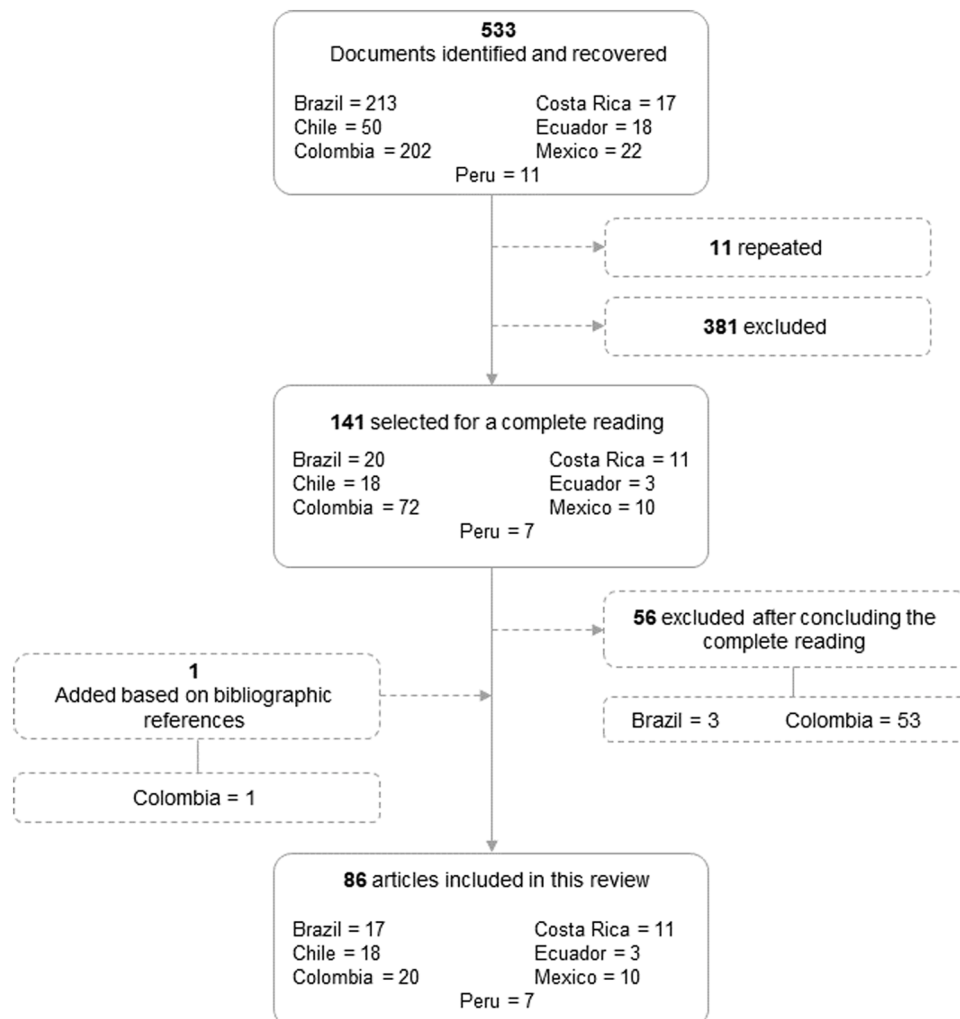 533
Documents identified and recovered
Brazil = 213
Chile = 50
Colombia = 202
Costa Rica = 17
Ecuador = 18
Mexico = 22
Peru = 11
11 repeated
381 excluded
141 selected for a complete reading
Brazil = 20
Chile = 18
Colombia = 72
Costa Rica = 11
Ecuador = 3
Mexico = 10
Peru = 7
56 excluded after concluding the
complete reading
Brazil = 3
Colombia = 53
1
Added based on bibliographic
references
Colombia = 1
86 articles included in this review
Brazil = 17
Chile = 18
Colombia = 20
Costa Rica = 11
Ecuador = 3
Mexico = 10
Peru = 7